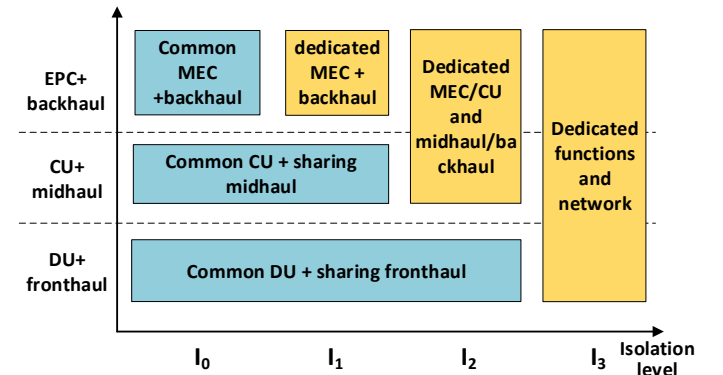 EPC+
backhaul
Common
MEC
+backhaul
dedicated
MEC +
backhaul
Dedicated
MEC/CU
and
midhaul/ba
ckhaul
Dedicated
functions
and
network
CU+
midhaul
Common CU + sharing
midhaul
DU+
fronthaul
Common DU + sharing fronthaul
I0
I1
I2
I3
Isolation
level